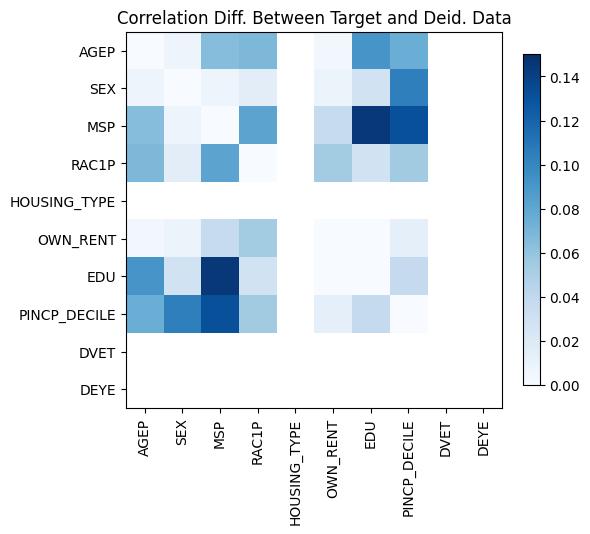 Correlation Diff. Between Target and Deid. Data
AGEP
SEX
MSP
RAC1P
HOUSING_TYPE
OWN_RENT
EDU
PINCP_DECILE
DVET
DEYE
AGEP
SEX
MSP
RAC1P
HOUSING_TYPE
OWN_RENT
EDU
PINCP_DECILE
DVET
DEYE
0.14
0.12
0.10
0.08
0.06
0.04
0.02
0.00